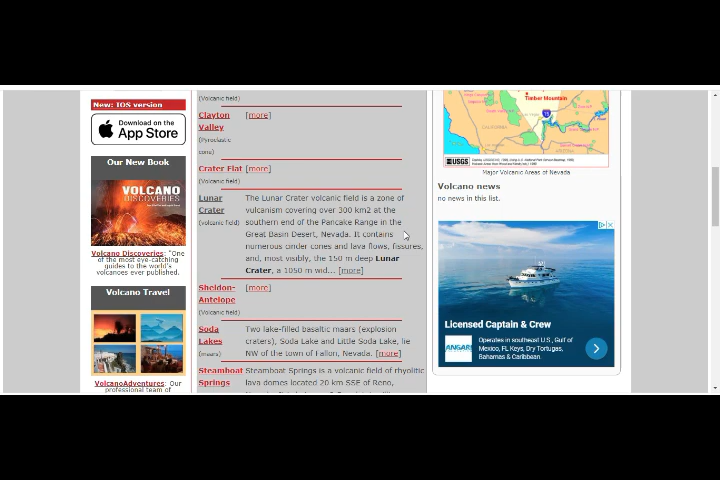 New: IOS version
Download on the
App Store
Our New Book
VOLCANO
DISCOVERIES
Volcano Discoveries: "One
of the most eye-catching
guides to the world's
volcanoes ever published.
Volcano Travel
VolcanoAdventures: Our
professional team of
(Volcanic field)
Clayton Valley [more]
(Pyroclastic cone)
Crater Flat [more]
(Volcanic field)
Lunar Crater
(volcanic field)
The Lunar Crater volcanic field is a zone of
vulcanism covering over 300 km2 at the
southern end of the Pancake Range in the
Great Basin Desert, Nevada. It contains
numerous cinder cones and lava flows, fissures,
and, most visibly, the 150 m deep Lunar
Crater, a 1050 m wid... [more]
Sheldon-Antelope [more]
(Volcanic field)
Soda Lakes
(maars)
Two lake-filled basaltic maars (explosion
craters); Soda Lake and Little Soda Lake, lie
NW of the town of Fallon, Nevada. [more]
Steamboat Springs
Steamboat Springs is a volcanic field of rhyolitic
lava domes located 20 km SSE of Reno,
Timber Mountain
CALIFORNIA
ARIZONA
15
USGS
Major Volcanic Areas of Nevada
Volcano news
no news in this list.
Licensed Captain & Crew
Operates in southeast U.S., Gulf of
Mexico, FL Keys, Dry Tortugas,
Bahamas & Caribbean.